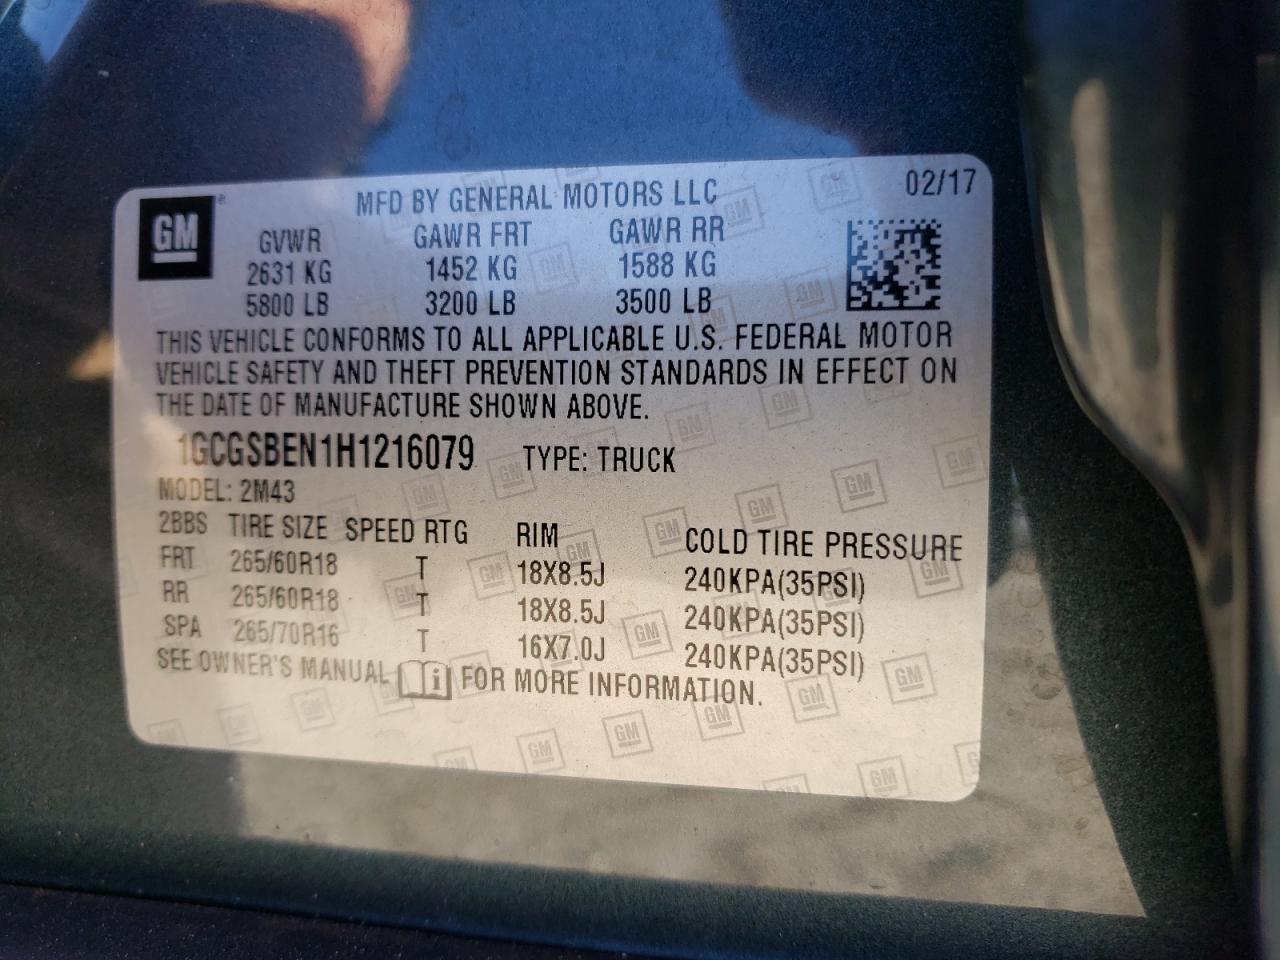 GM ®
MFD BY GENERAL MOTORS LLC 02/17
GVWR GAWR FRT GAWR RR
2631 KG 1452 KG 1588 KG
5800 LB 3200 LB 3500 LB
THIS VEHICLE CONFORMS TO ALL APPLICABLE U.S. FEDERAL MOTOR
VEHICLE SAFETY AND THEFT PREVENTION STANDARDS IN EFFECT ON
THE DATE OF MANUFACTURE SHOWN ABOVE.
1GCGSBEN1H1216079 TYPE: TRUCK
MODEL: 2M43
2BBS TIRE SIZE SPEED RTG RIM COLD TIRE PRESSURE
FRT 265/60R18 T 18X8.5J 240KPA(35PSI)
RR 265/60R18 T 18X8.5J 240KPA(35PSI)
SPA 265/70R16 T 16X7.0J 240KPA(35PSI)
SEE OWNER'S MANUAL i FOR MORE INFORMATION.